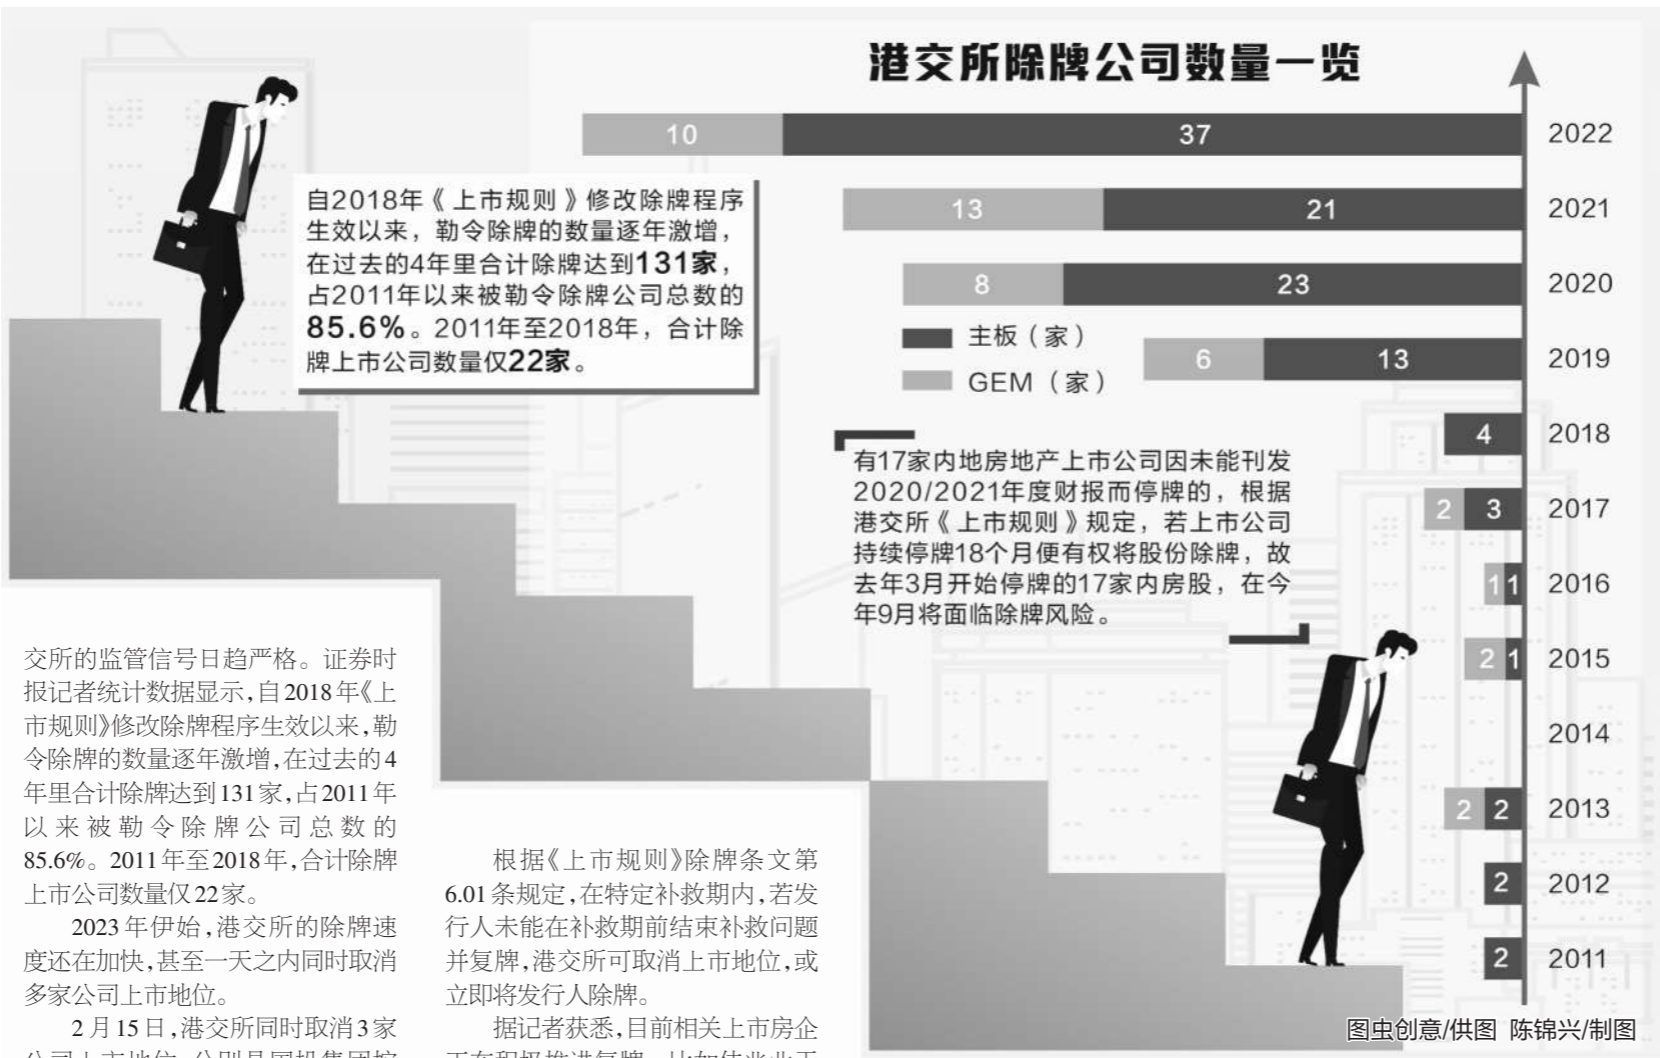 港交所除牌公司数量一览
10 37 2022
13 21 2021
8 23 2020
主板（家）
GEM（家）
6 13 2019
4 2018
2 3 2017
1 1 2016
2 1 2015
2014
2 2 2013
2 2012
2 2011
自2018年《上市规则》修改除牌程序
生效以来，勒令除牌的数量逐年激增，
在过去的4年里合计除牌达到131家，
占2011年以来被勒令除牌公司总数的
85.6%。2011年至2018年，合计除
牌上市公司数量仅22家。
有17家内地房地产上市公司因未能刊发
2020/2021年度财报而停牌的，根据
港交所《上市规则》规定，若上市公司
持续停牌18个月便有权将股份除牌，故
去年3月开始停牌的17家内房股，在今
年9月将面临除牌风险。
交所的监管信号日趋严格。证券时
报记者统计数据显示，自2018年《上
市规则》修改除牌程序生效以来，勒
令除牌的数量逐年激增，在过去的4
年里合计除牌达到131家，占2011年
以来被勒令除牌公司总数的
85.6%。2011年至2018年，合计除牌
上市公司数量仅22家。
2023年伊始，港交所的除牌速
度还在加快，甚至一天之内同时取消
多家公司上市地位。
2月15日，港交所同时取消3家
根据《上市规则》除牌条文第
6.01条规定，在特定补救期内，若发
行人未能在补救期前结束补救问题
并复牌，港交所可取消上市地位，或
立即将发行人除牌。
据记者获悉，目前相关上市房企
图虫创意/供图 陈锦兴/制图